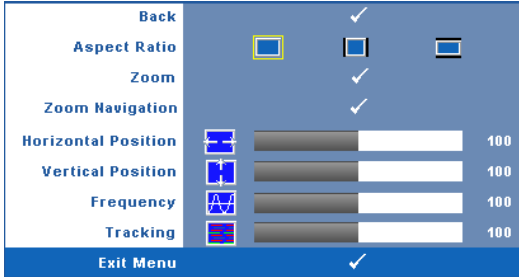 Back
Aspect Ratio
Zoom
Zoom Navigation
Horizontal Position 100
Vertical Position 100
Frequency 100
Tracking 100
Exit Menu